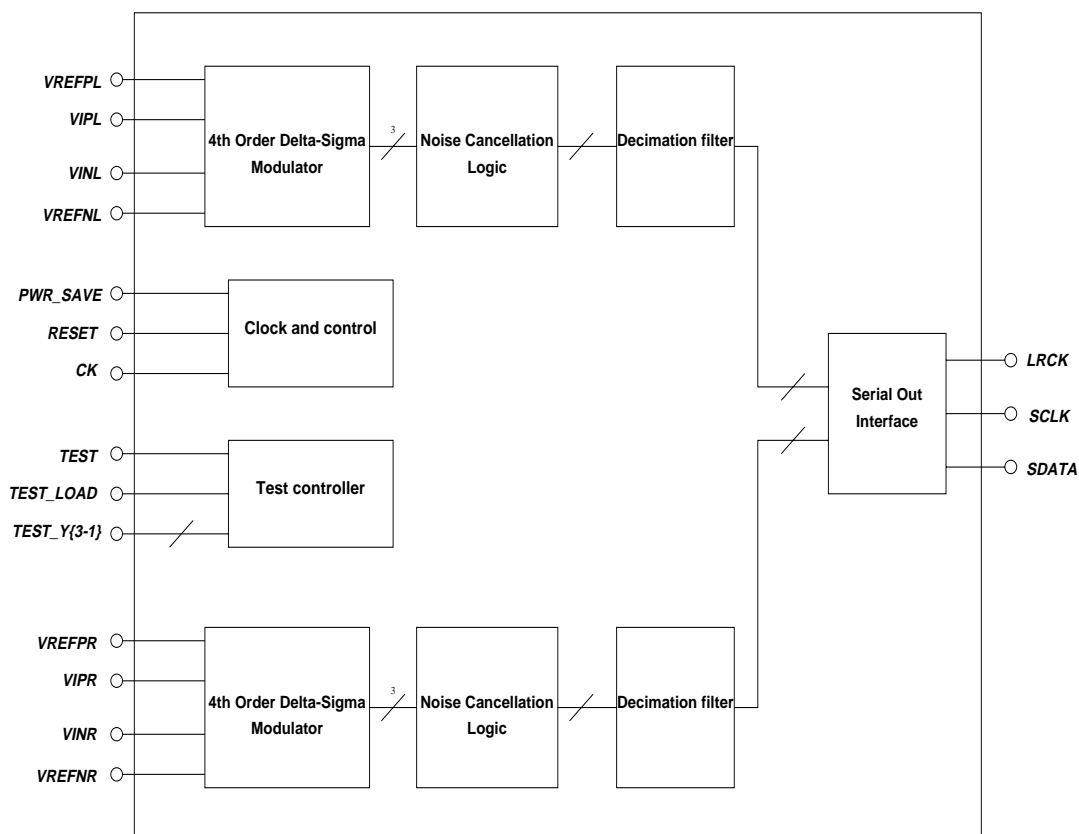 VREFPL
VIPL
VINL
VREFNL
4th Order Delta-Sigma
Modulator
3
Noise Cancellation
Logic
Decimation filter
PWR_SAVE
RESET
CK
Clock and control
TEST
TEST_LOAD
TEST_Y{3-1}
Test controller
Serial Out
Interface
LRCK
SCLK
SDATA
VREFPR
VIPR
VINR
VREFNR
4th Order Delta-Sigma
Modulator
3
Noise Cancellation
Logic
Decimation filter